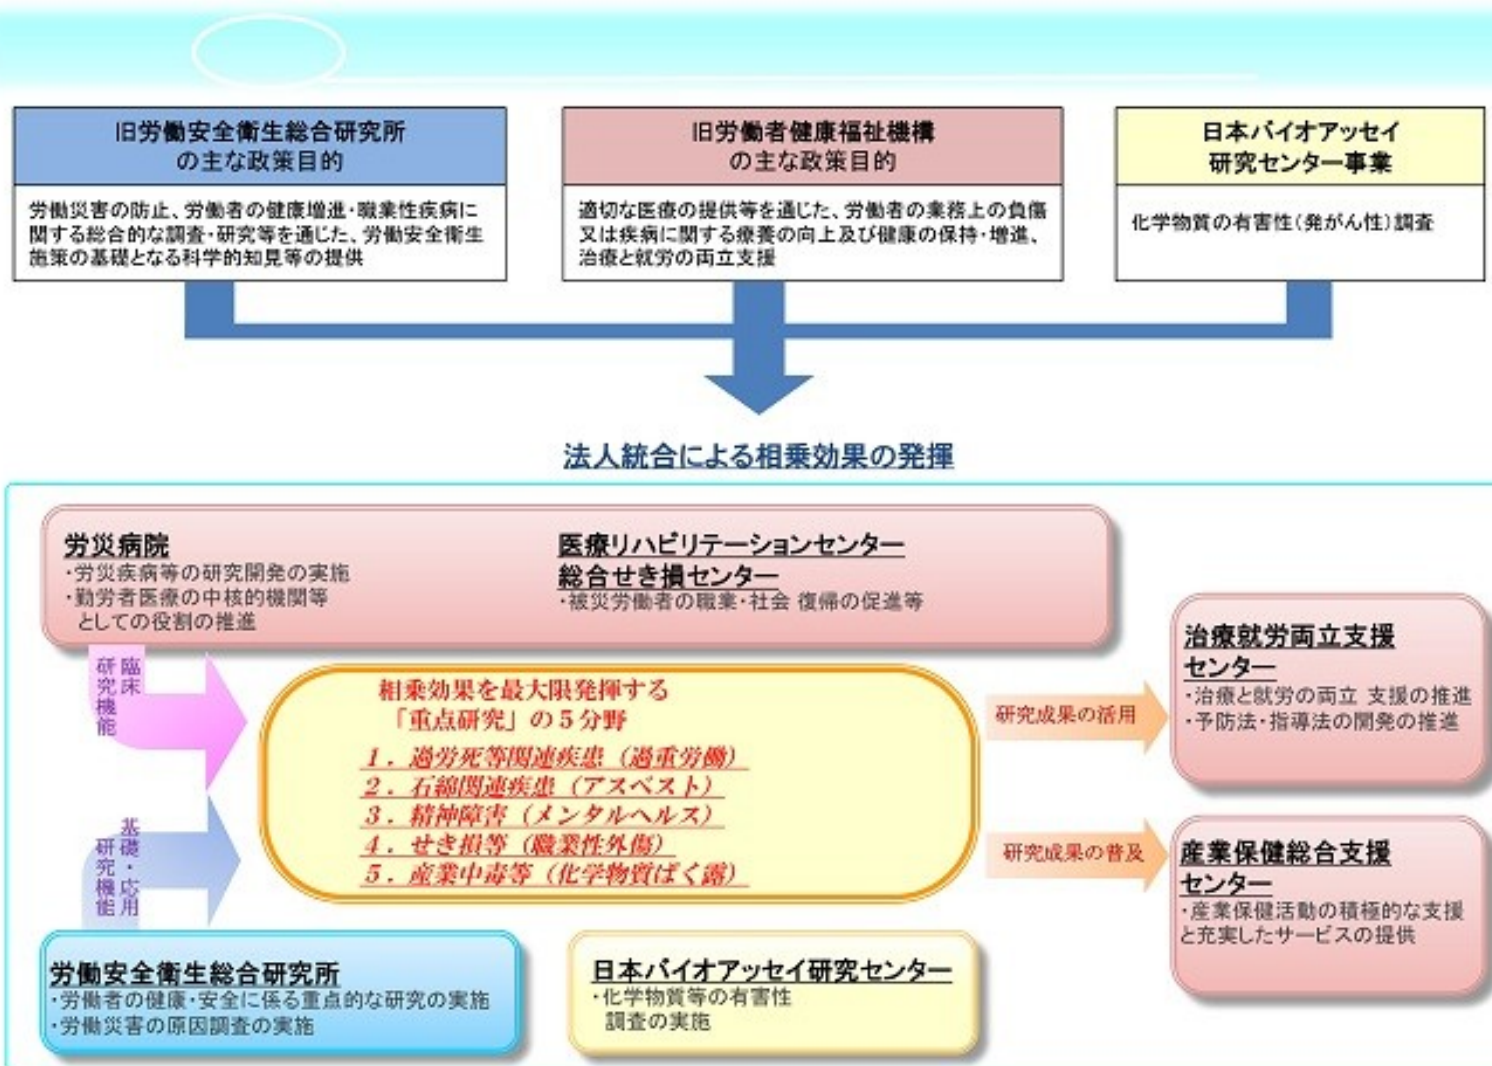 旧労働安全衛生総合研究所
の主な政策目的
労働災害の防止、労働者の健康増進・職業性疾病に
関する総合的な調査・研究等を通じた、労働安全衛生
施策の基礎となる科学的知見等の提供
旧労働者健康福祉機構
の主な政策目的
適切な医療の提供等を通じた、労働者の業務上の負傷
又は疾病に関する療養の向上及び健康の保持・増進、
治療と就労の両立支援
日本バイオアッセイ
研究センター事業
化学物質の有害性(発がん性)調査
法人統合による相乗効果の発揮
労災病院
・労災疾病等の研究開発の実施
・勤労者医療の中核的機関等
としての役割の推進
医療リハビリテーションセンター
総合せき損センター
・被災労働者の職業・社会 復帰の促進等
臨床
研究機能
相乗効果を最大限発揮する
「重点研究」の5分野
1．過労死等関連疾患（過重労働）
2．石綿関連疾患（アスベスト）
3．精神障害（メンタルヘルス）
4．せき損等（職業性外傷）
5．産業中毒等（化学物質ばく露）
基礎・応用
研究機能
研究成果の活用
治療就労両立支援
センター
・治療と就労の両立 支援の推進
・予防法・指導法の開発の推進
研究成果の普及
産業保健総合支援
センター
・産業保健活動の積極的な支援
と充実したサービスの提供
労働安全衛生総合研究所
・労働者の健康・安全に係る重点的な研究の実施
・労働災害の原因調査の実施
日本バイオアッセイ研究センター
・化学物質等の有害性
調査の実施